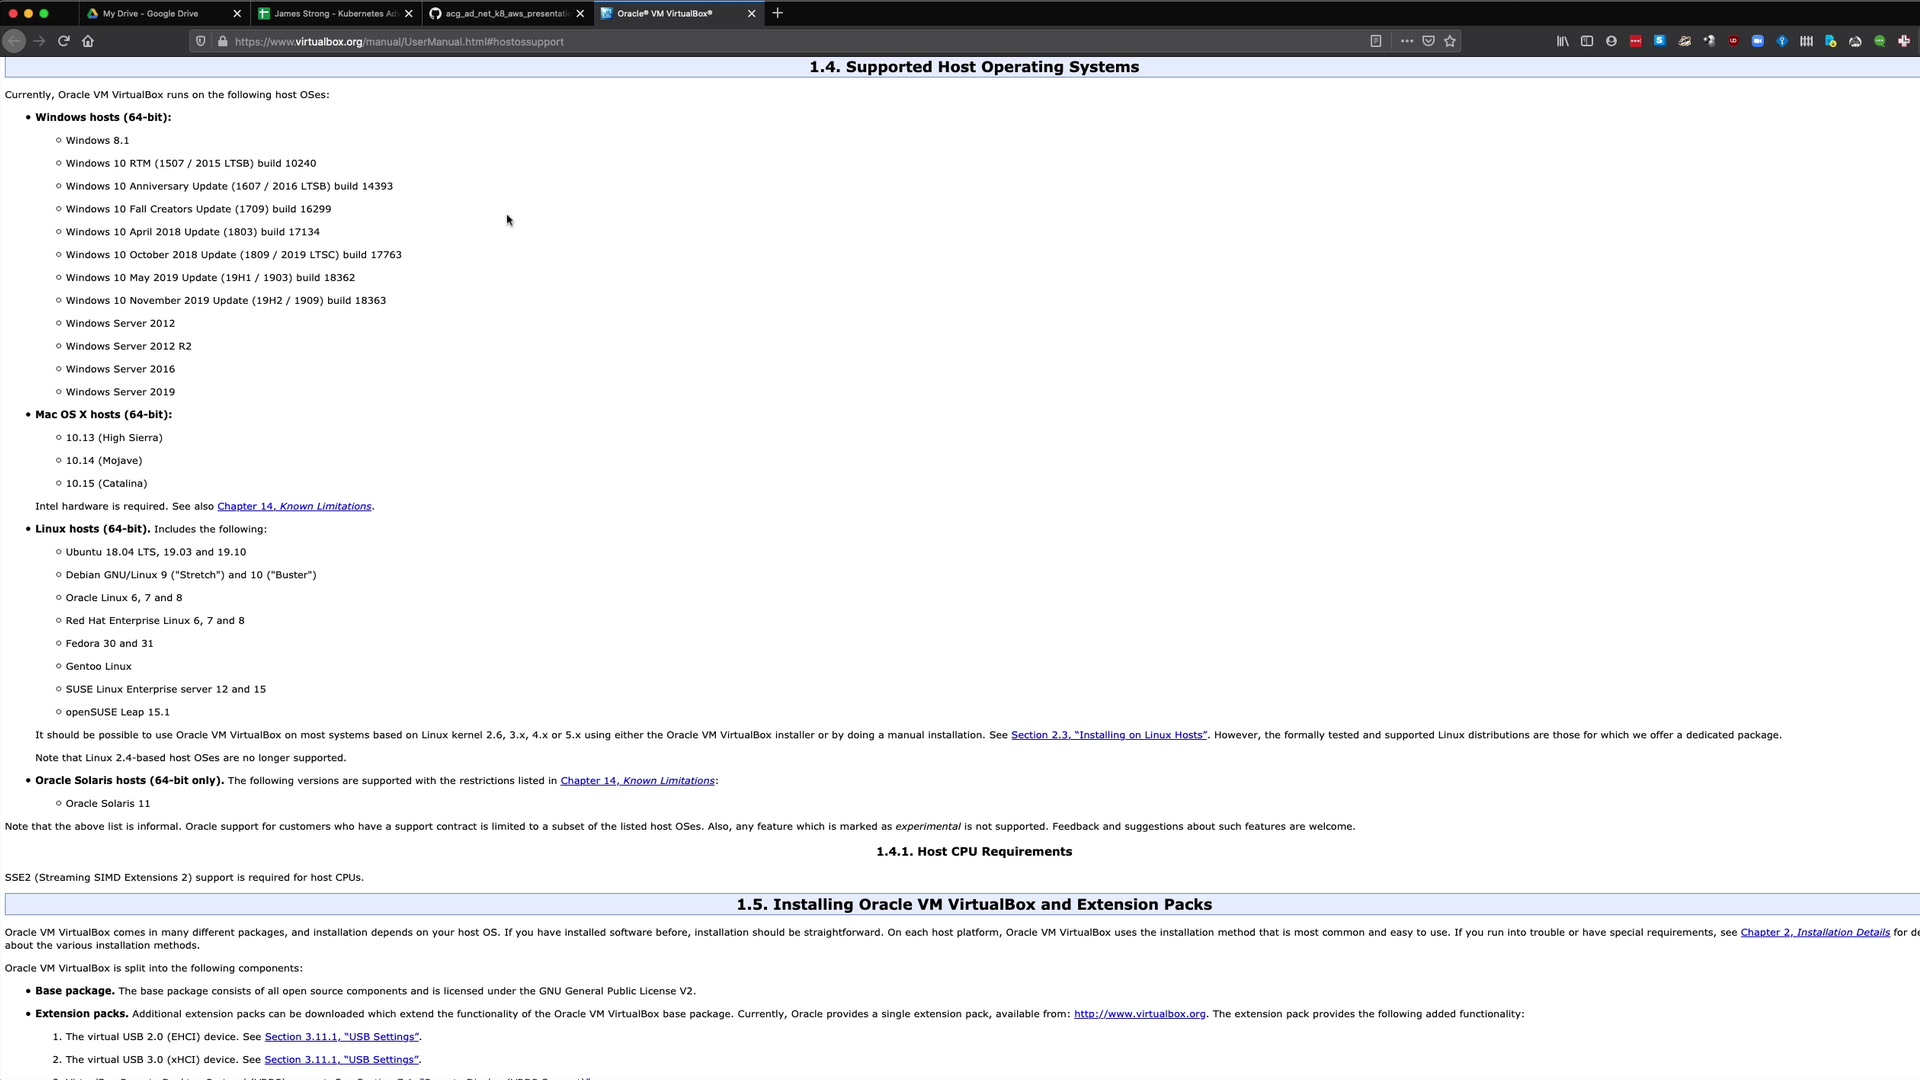 My Drive - Google Drive
James Strong - Kubernetes Ad
acg_ad_net_k8_aws_presentatio
Oracle® VM VirtualBox®
https://www.virtualbox.org/manual/UserManual.html#hostossupport
1.4. Supported Host Operating Systems
Currently, Oracle VM VirtualBox runs on the following host OSes:
• Windows hosts (64-bit):
Windows 8.1
Windows 10 RTM (1507 / 2015 LTSB) build 10240
Windows 10 Anniversary Update (1607 / 2016 LTSB) build 14393
Windows 10 Fall Creators Update (1709) build 16299
Windows 10 April 2018 Update (1803) build 17134
Windows 10 October 2018 Update (1809 / 2019 LTSC) build 17763
Windows 10 May 2019 Update (19H1 / 1903) build 18362
Windows 10 November 2019 Update (19H2 / 1909) build 18363
Windows Server 2012
Windows Server 2012 R2
Windows Server 2016
Windows Server 2019
• Mac OS X hosts (64-bit):
10.13 (High Sierra)
10.14 (Mojave)
10.15 (Catalina)
Intel hardware is required. See also Chapter 14, Known Limitations.
• Linux hosts (64-bit). Includes the following:
Ubuntu 18.04 LTS, 19.03 and 19.10
Debian GNU/Linux 9 ("Stretch") and 10 ("Buster")
Oracle Linux 6, 7 and 8
Red Hat Enterprise Linux 6, 7 and 8
Fedora 30 and 31
Gentoo Linux
SUSE Linux Enterprise server 12 and 15
openSUSE Leap 15.1
It should be possible to use Oracle VM VirtualBox on most systems based on Linux kernel 2.6, 3.x, 4.x or 5.x using either the Oracle VM VirtualBox installer or by doing a manual installation. See Section 2.3, “Installing on Linux Hosts”. However, the formally tested and supported Linux distributions are those for which we offer a dedicated package.
Note that Linux 2.4-based host OSes are no longer supported.
• Oracle Solaris hosts (64-bit only). The following versions are supported with the restrictions listed in Chapter 14, Known Limitations:
Oracle Solaris 11
Note that the above list is informal. Oracle support for customers who have a support contract is limited to a subset of the listed host OSes. Also, any feature which is marked as experimental is not supported. Feedback and suggestions about such features are welcome.
1.4.1. Host CPU Requirements
SSE2 (Streaming SIMD Extensions 2) support is required for host CPUs.
1.5. Installing Oracle VM VirtualBox and Extension Packs
Oracle VM VirtualBox comes in many different packages, and installation depends on your host OS. If you have installed software before, installation should be straightforward. On each host platform, Oracle VM VirtualBox uses the installation method that is most common and easy to use. If you run into trouble or have special requirements, see Chapter 2, Installation Details for de
about the various installation methods.
Oracle VM VirtualBox is split into the following components:
• Base package. The base package consists of all open source components and is licensed under the GNU General Public License V2.
• Extension packs. Additional extension packs can be downloaded which extend the functionality of the Oracle VM VirtualBox base package. Currently, Oracle provides a single extension pack, available from: http://www.virtualbox.org. The extension pack provides the following added functionality:
1. The virtual USB 2.0 (EHCI) device. See Section 3.11.1, “USB Settings”.
2. The virtual USB 3.0 (xHCI) device. See Section 3.11.1, “USB Settings”.